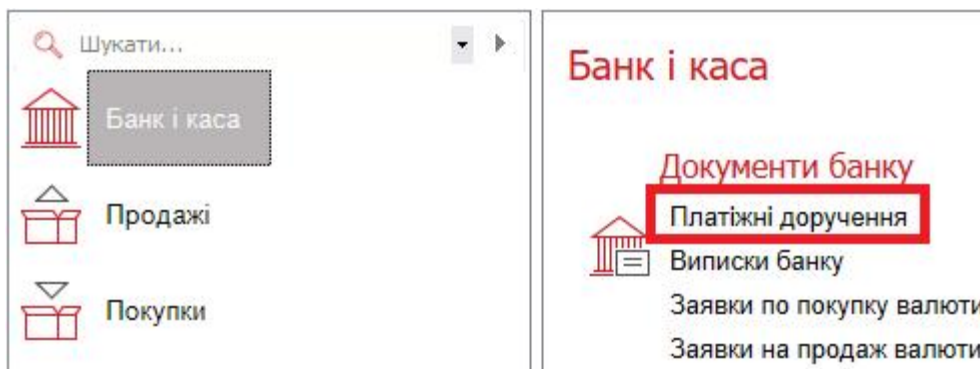 Шукати...
Банк і каса
Продажі
Покупки
Банк і каса
Документи банку
Платіжні доручення
Виписки банку
Заявки по покупку валюти
Заявки на продаж валюти